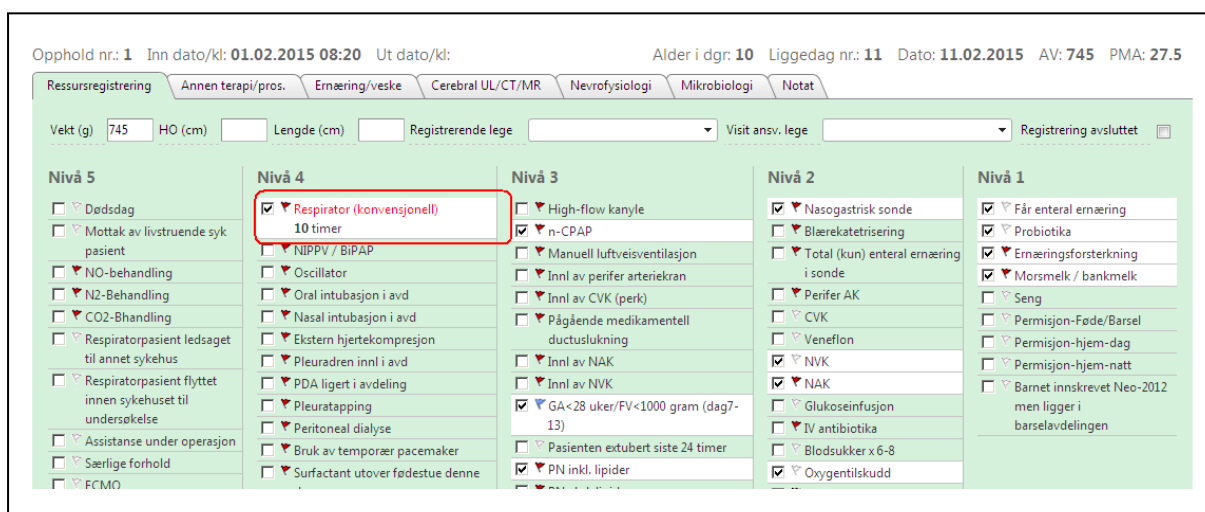 Opphold nr.: 1 Inn dato/kl: 01.02.2015 08:20 Ut dato/kl: Alder i dgr: 10 Liggedag nr.: 11 Dato: 11.02.2015 AV: 745 PMA: 27.5
Ressursregistrering Annen terapi/pros. Ernæring/veske Cerebral UL/CT/MR Nevrofysiologi Mikrobiologi Notat
Vekt (g) 745 HO (cm) Lengde (cm) Registrerende lege Visit ansv. lege Registrering avsluttet
Nivå 5
Dødsdag
Mottak av livstruende syk
pasient
NO-behandling
N2-Behandling
CO2-Bhandling
Respiratorpasient ledsaget
til annet sykehus
Respiratorpasient flyttet
innen sykehuset til
undersøkelse
Assistanse under operasjon
Særlige forhold
ECMO
Nivå 4
Respirator (konvensjonell)
10 timer
NIPPV / BiPAP
Oscillator
Oral intubasjon i avd
Nasal intubasjon i avd
Ekstern hjertekompresjon
Pleuradren innl i avd
PDA ligert i avdeling
Pleuratapping
Peritoneal dialyse
Bruk av temporær pacemaker
Surfactant utover fødestue denne
Nivå 3
High-flow kanyle
n-CPAP
Manuell luftveisventilasjon
Innl av perifer arteriekran
Innl av CVK (perk)
Pågående medikamentell
ductuslukning
Innl av NAK
Innl av NVK
GA<28 uker/FV<1000 gram (dag7-
13)
Pasienten extubert siste 24 timer
PN inkl. lipider
Nivå 2
Nasogastrisk sonde
Blærekatetrisering
Total (kun) enteral ernæring
i sonde
Perifer AK
CVK
Veneflon
NVK
NAK
Glukoseinfusjon
IV antibiotika
Blodsukker x 6-8
Oxygentilskudd
Nivå 1
Får enteral ernæring
Probiotika
Ernæringsforsterkning
Morsmelk / bankmelk
Seng
Permisjon-Føde/Barsel
Permisjon-hjem-dag
Permisjon-hjem-natt
Barnet innskrevet Neo-2012
men ligger i
barselavdelingen